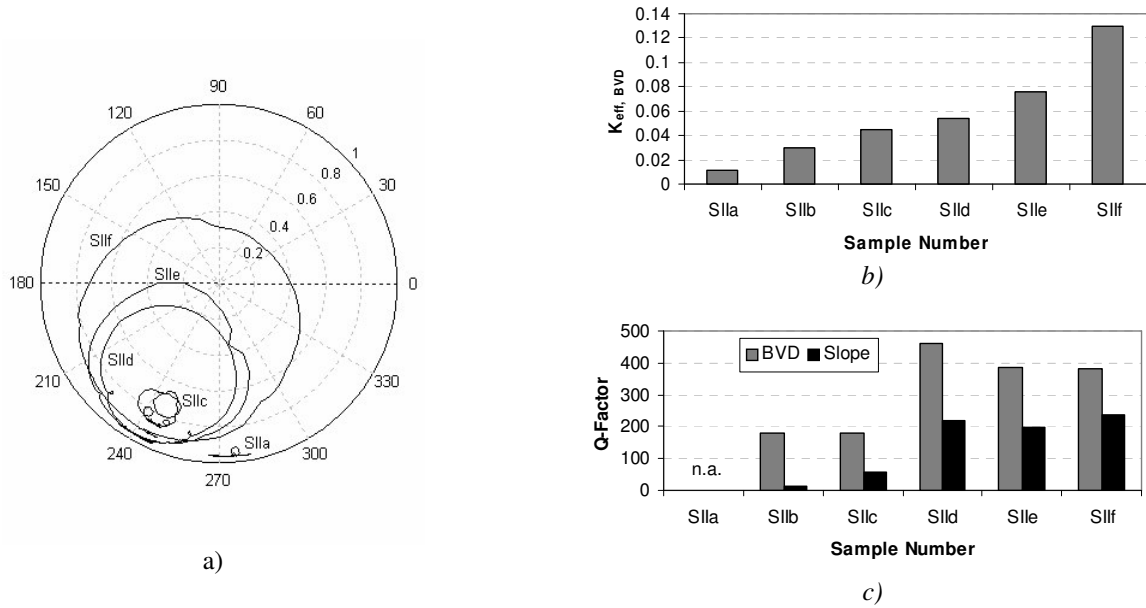 90
120
60
1
150
0.8
30
0.6
SIIf
0.4
0.2
SIIe
180
0
SIId
210
330
SIIc
SIIa
240
300
270
a)
K eff, BVD
0.14
0.12
0.1
0.08
0.06
0.04
0.02
0
SIIa SIIb SIIc SIId SIIe SIIf
Sample Number
b)
Q-Factor
500
400
300
200
100
0
BVD Slope
n.a.
SIIa SIIb SIIc SIId SIIe SIIf
Sample Number
c)